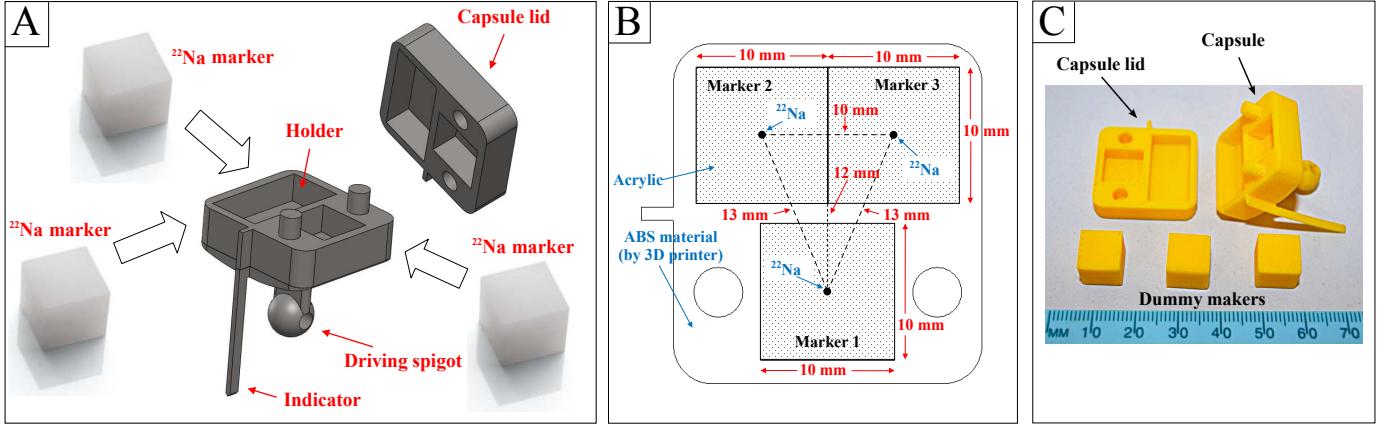 A
²²Na marker
Capsule lid
Holder
²²Na marker
²²Na marker
Driving spigot
Indicator
B
10 mm
10 mm
Marker 2
Marker 3
²²Na
10 mm
10 mm
²²Na
Acrylic
12 mm
13 mm
13 mm
ABS material
(by 3D printer)
²²Na
10 mm
Marker 1
10 mm
C
Capsule
Capsule lid
Dummy makers
MM 10 20 30 40 50 60 70